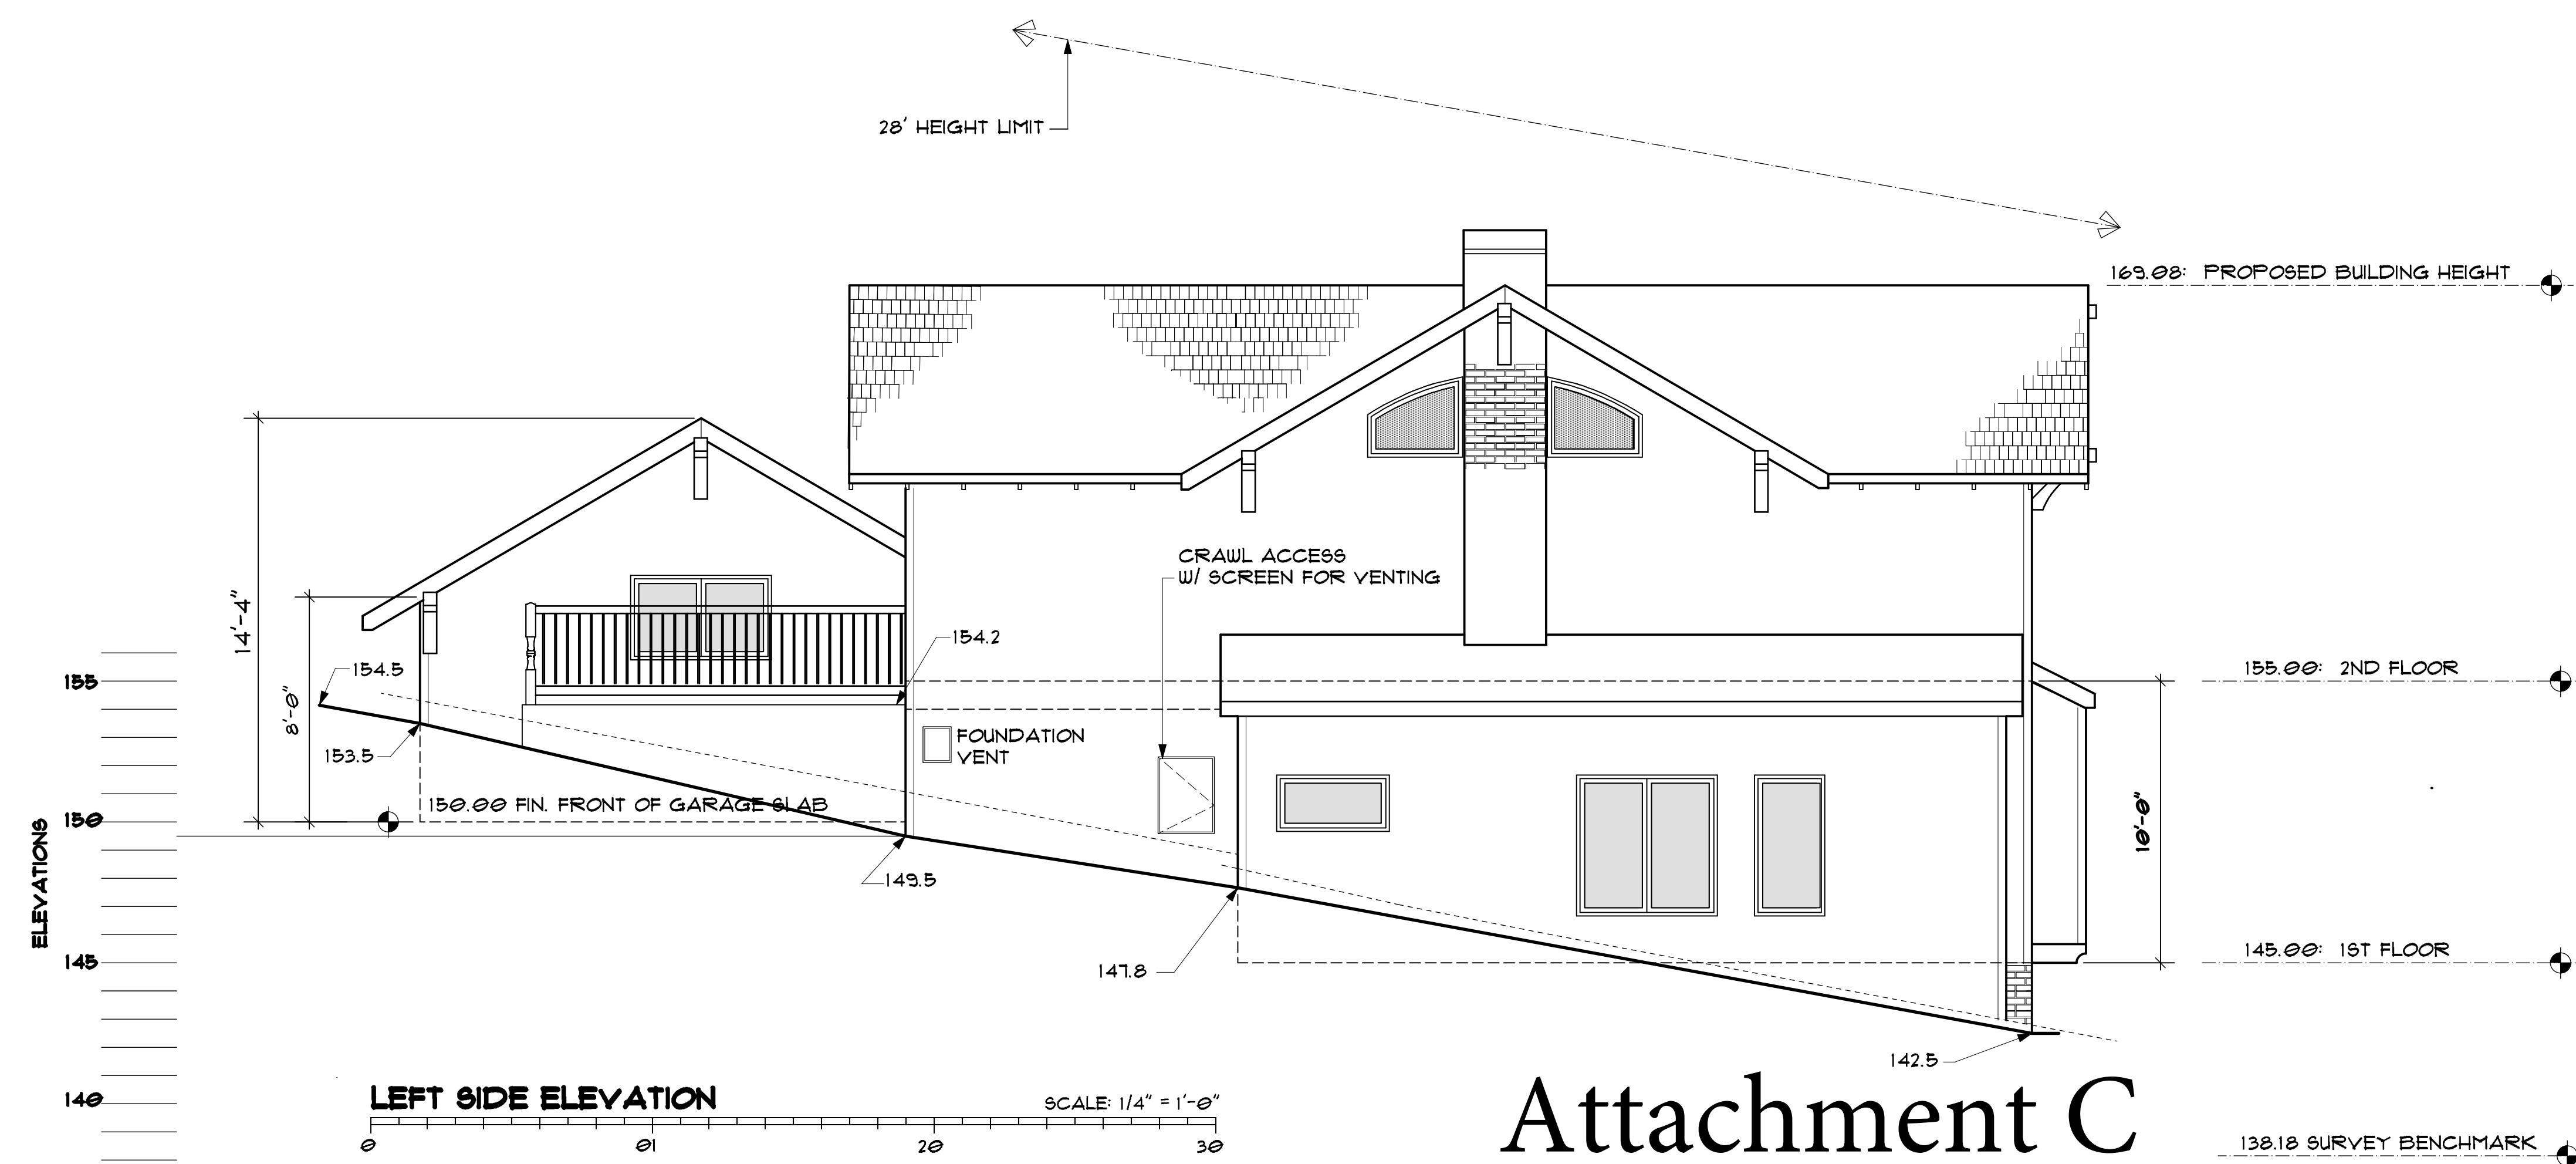 28' HEIGHT LIMIT
169.08: PROPOSED BUILDING HEIGHT
14'-4"
8'-0"
CRAWL ACCESS
W/ SCREEN FOR VENTING
154.2
154.5
153.5
FOUNDATION
VENT
150.00 FIN. FRONT OF GARAGE SLAB
149.5
147.8
142.5
155.00: 2ND FLOOR
10'-0"
145.00: 1ST FLOOR
ELEVATIONS
155
150
145
140
LEFT SIDE ELEVATION
SCALE: 1/4" = 1'-0"
0 01 20 30
Attachment C
138.18 SURVEY BENCHMARK